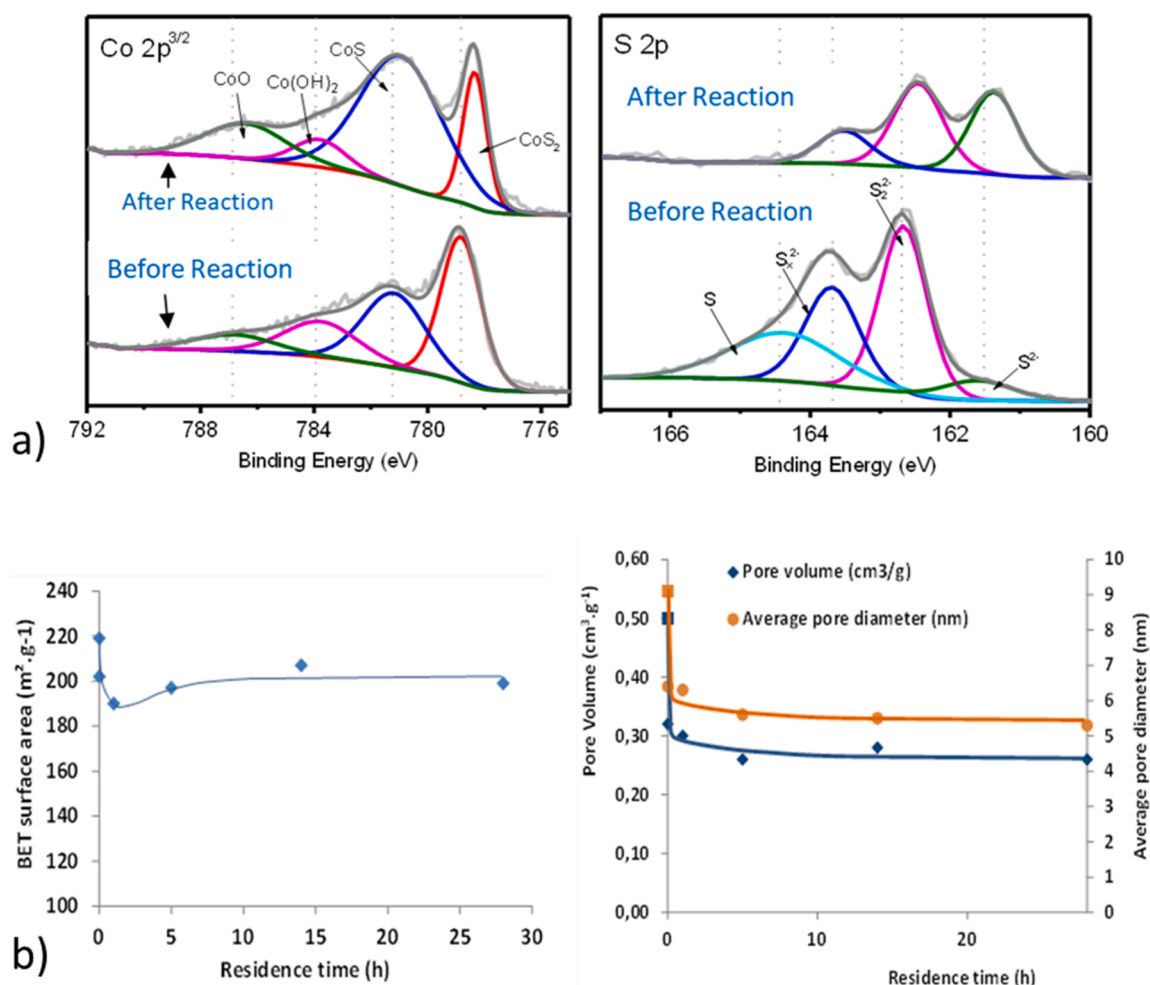 Co 2p3/2
CoO
Co(OH)2
CoS
CoS2
After Reaction
Before Reaction
792 788 784 780 776
Binding Energy (eV)
S 2p
After Reaction
Before Reaction
S
Sx2-
S22-
S2-
166 164 162 160
Binding Energy (eV)
a)
240
220
200
180
160
140
120
100
BET surface area (m².g-1)
0 5 10 15 20 25 30
Residence time (h)
0,60
0,50
0,40
0,30
0,20
0,10
0,00
Pore Volume (cm³.g-1)
Pore volume (cm3/g)
Average pore diameter (nm)
10
9
8
7
6
5
4
3
2
1
0
Average pore diameter (nm)
0 10 20
Residence time (h)
b)